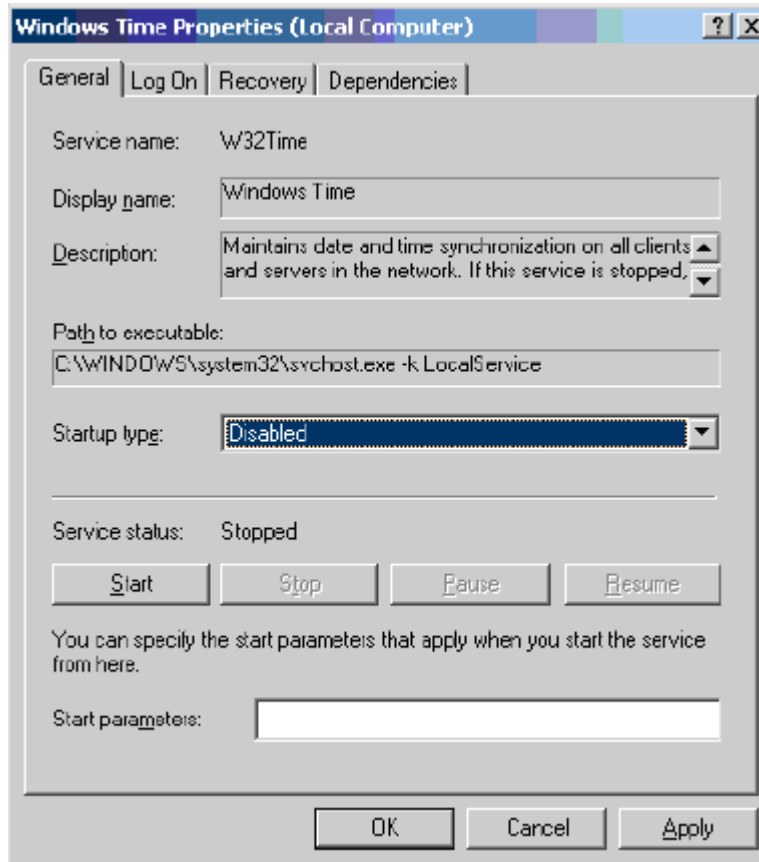 Windows Time Properties (Local Computer)
General Log On Recovery Dependencies
Service name: W32Time
Display name: Windows Time
Description: Maintains date and time synchronization on all clients
and servers in the network. If this service is stopped,
Path to executable:
C:\WINDOWS\system32\svchost.exe -k LocalService
Startup type: Disabled
Service status: Stopped
Start Stop Pause Resume
You can specify the start parameters that apply when you start the service
from here.
Start parameters:
OK Cancel Apply